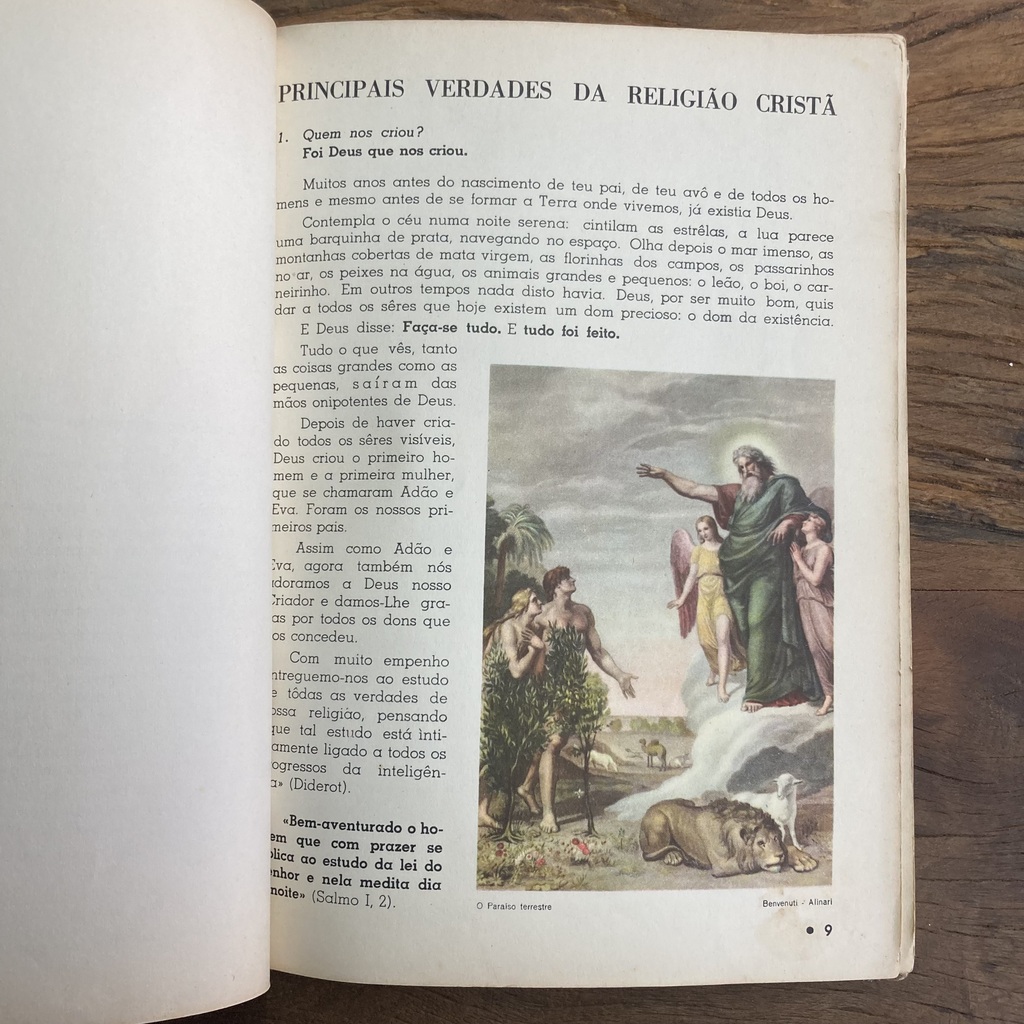 PRINCIPAIS VERDADES DA RELIGIÃO CRISTÃ
1. Quem nos criou?
Foi Deus que nos criou.
Muitos anos antes do nascimento de teu pai, de teu avô e de todos os ho-
mens e mesmo antes de se formar a Terra onde vivemos, já existia Deus.
Contempla o céu numa noite serena: cintilam as estrêlas, a lua parece
uma barquinha de prata, navegando no espaço. Olha depois o mar imenso, as
montanhas cobertas de mata virgem, as florinhas dos campos, os passarinhos
no ar, os peixes na água, os animais grandes e pequenos: o leão, o boi, o car-
neirinho. Em outros tempos nada disto havia. Deus, por ser muito bom, quis
dar a todos os sêres que hoje existem um dom precioso: o dom da existência.
E Deus disse: Faça-se tudo. E tudo foi feito.
Tudo o que vês, tanto
as coisas grandes como as
pequenas, saíram das
mãos onipotentes de Deus.
Depois de haver cria-
do todos os sêres visíveis,
Deus criou o primeiro ho-
mem e a primeira mulher,
que se chamaram Adão e
Eva. Foram os nossos pri-
meiros pais.
Assim como Adão e
Eva, agora também nós
adoramos a Deus nosso
Criador e damos-Lhe gra-
as por todos os dons que
os concedeu.
Com muito empenho
ntreguemo-nos ao estudo
e tôdas as verdades de
ossa religião, pensando
que tal estudo está inti-
amente ligado a todos os
ogressos da inteligên-
a» (Diderot).
«Bem-aventurado o ho-
em que com prazer se
plica ao estudo da lei do
enhor e nela medita dia
noite» (Salmo I, 2).
O Paraíso terrestre
Benvenuti - Alinari
• 9